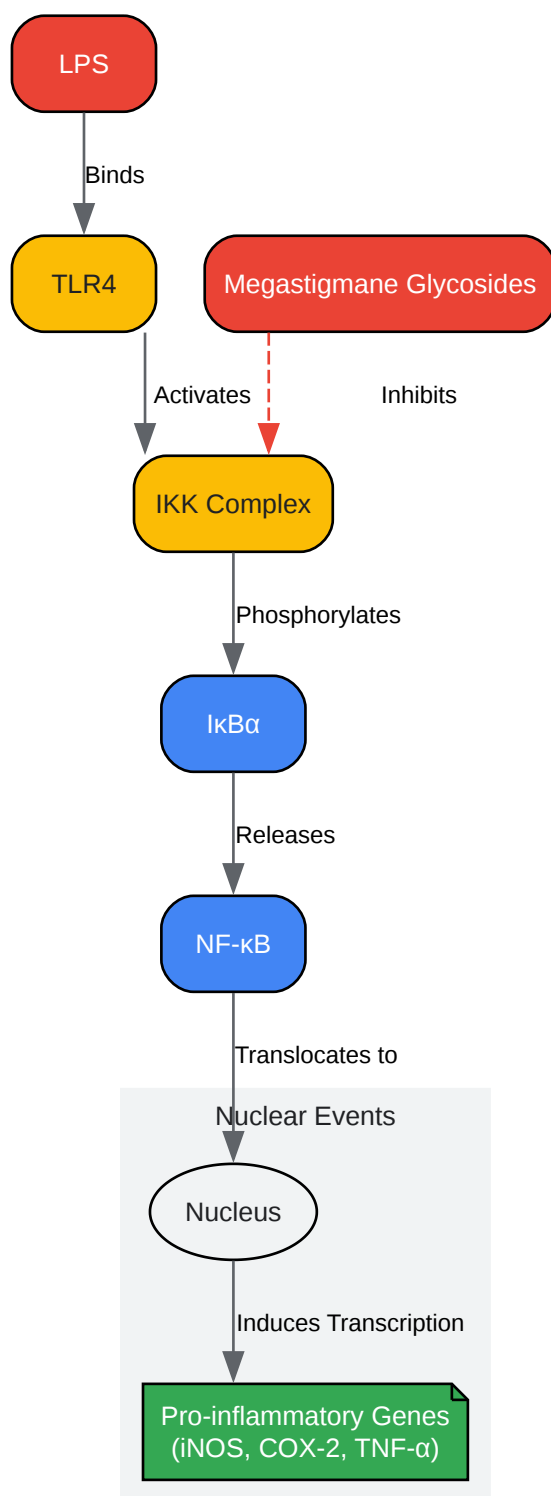 LPS
Binds
TLR4
Megastigmane Glycosides
Activates
Inhibits
IKK Complex
Phosphorylates
IκBα
Releases
NF-κB
Translocates to
Nuclear Events
Nucleus
Induces Transcription
Pro-inflammatory Genes
(iNOS, COX-2, TNF-α)